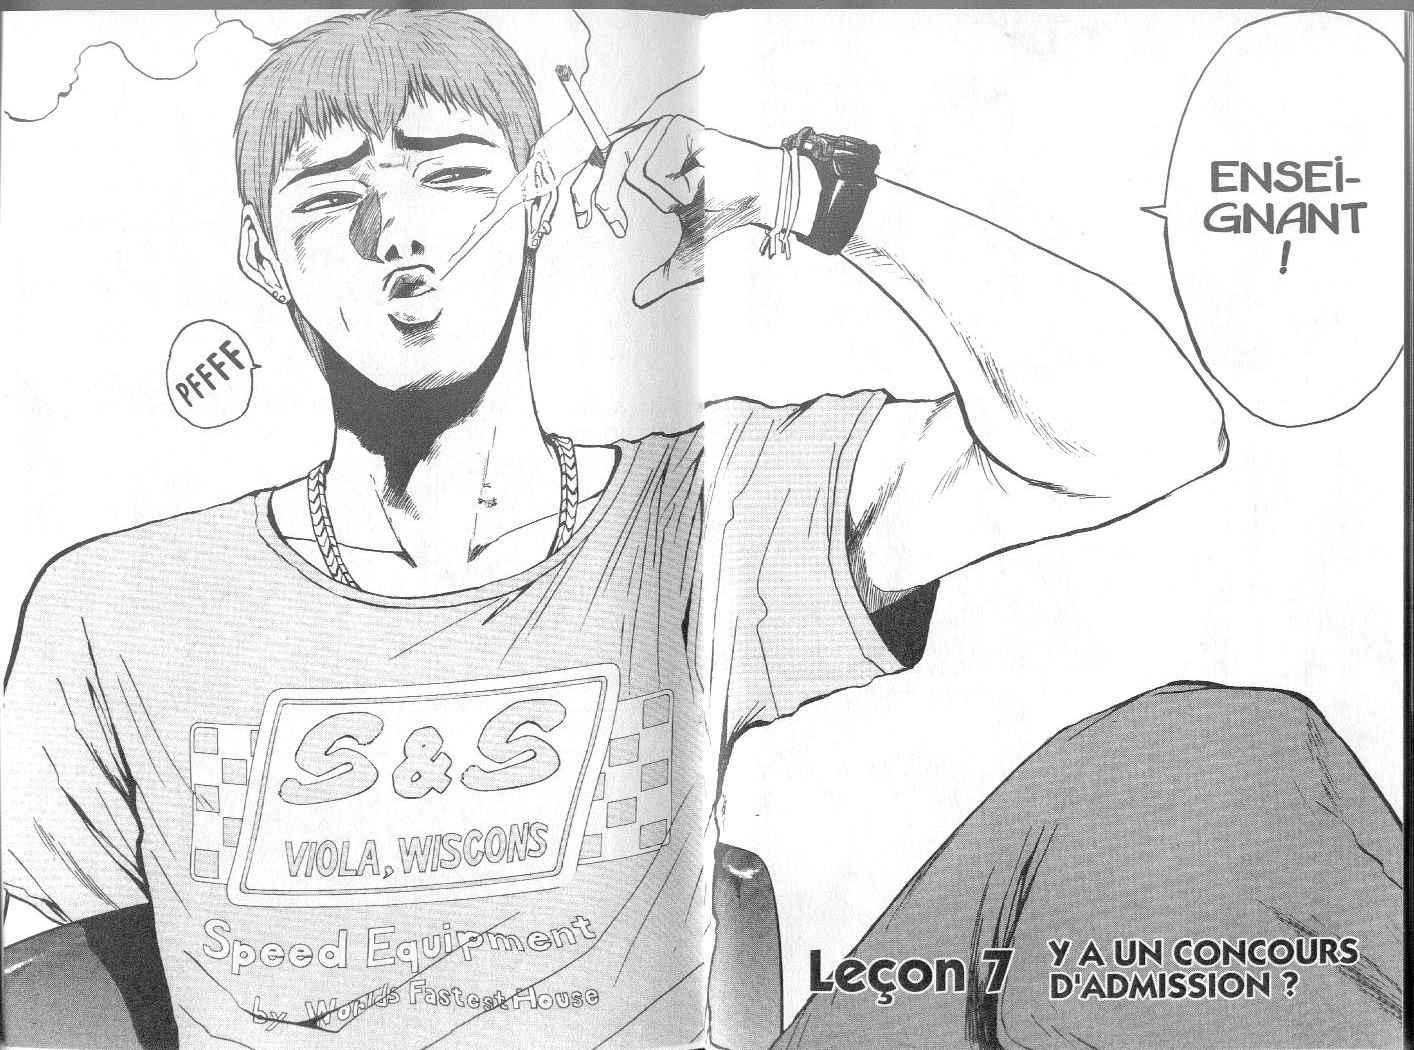 ENSEI-
GNANT
!
PFFFF
S & S
VIOLA, WISCONS
Speed Equipment
by World's Fastest House
Leçon 7
Y A UN CONCOURS
D'ADMISSION ?